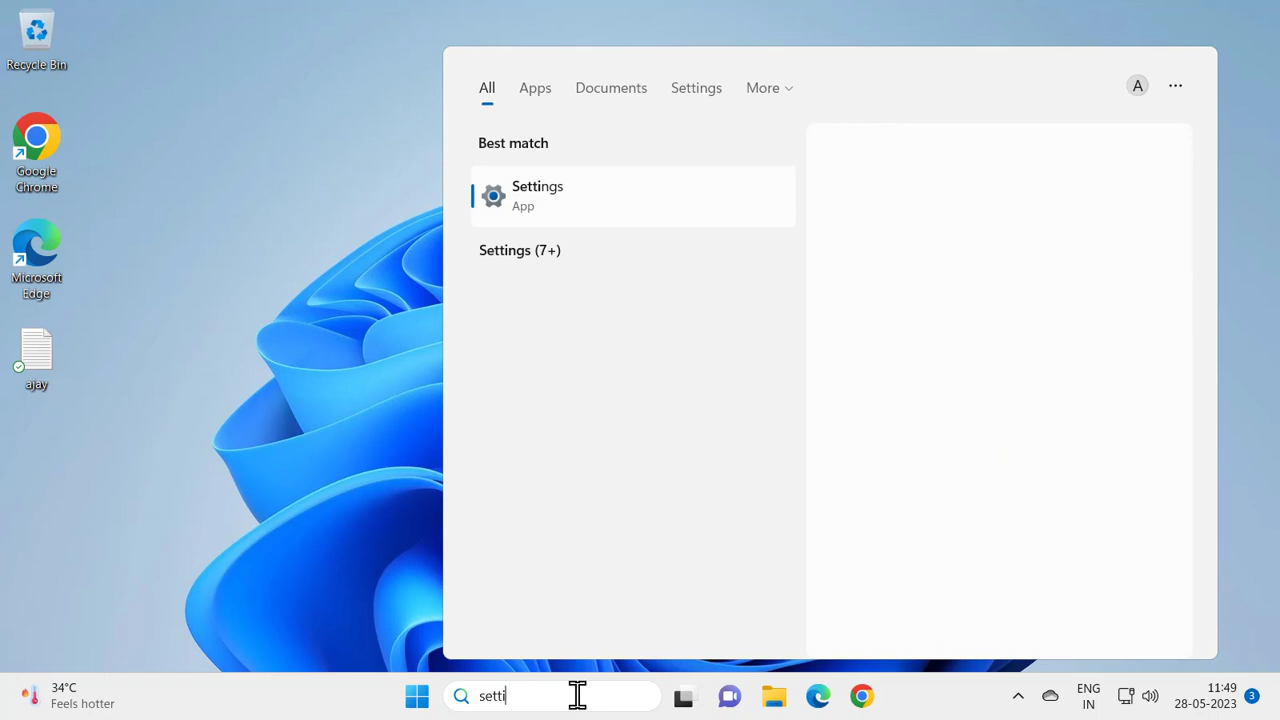 Recycle Bin
Google
Chrome
Microsoft
Edge
ajay
All Apps Documents Settings More
A
Best match
Settings
App
Settings (7+)
34°C
Feels hotter
setti
ENG
IN
11:49
28-05-2023
3